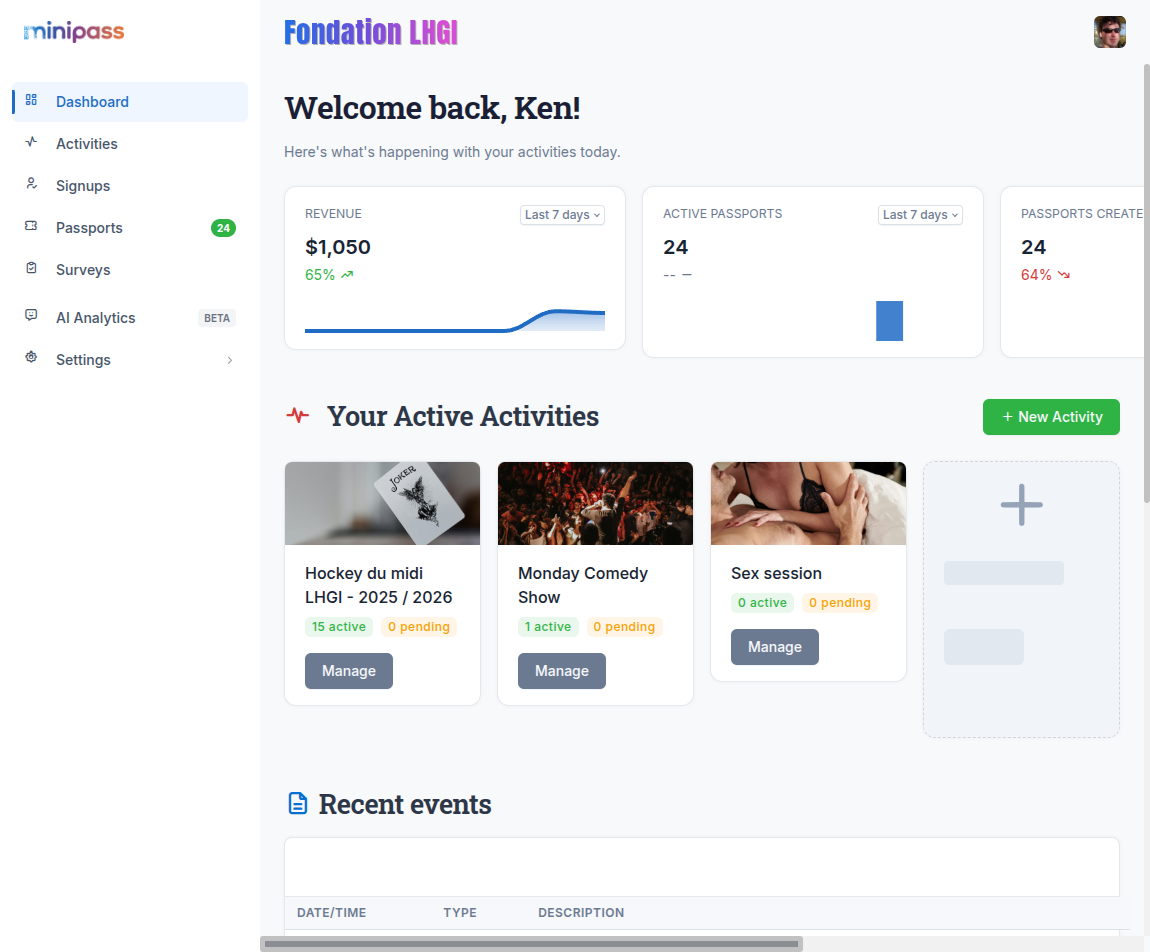 minipass
Fondation LHGI
Dashboard
Activities
Signups
Passports 24
Surveys
AI Analytics BETA
Settings
Welcome back, Ken!
Here's what's happening with your activities today.
REVENUE Last 7 days
$1,050
65%
ACTIVE PASSPORTS Last 7 days
24
-- –
PASSPORTS CREATE
24
64%
Your Active Activities
+ New Activity
JOKER
Hockey du midi
LHGI - 2025 / 2026
15 active 0 pending
Manage
Monday Comedy
Show
1 active 0 pending
Manage
Sex session
0 active 0 pending
Manage
Recent events
DATE/TIME TYPE DESCRIPTION